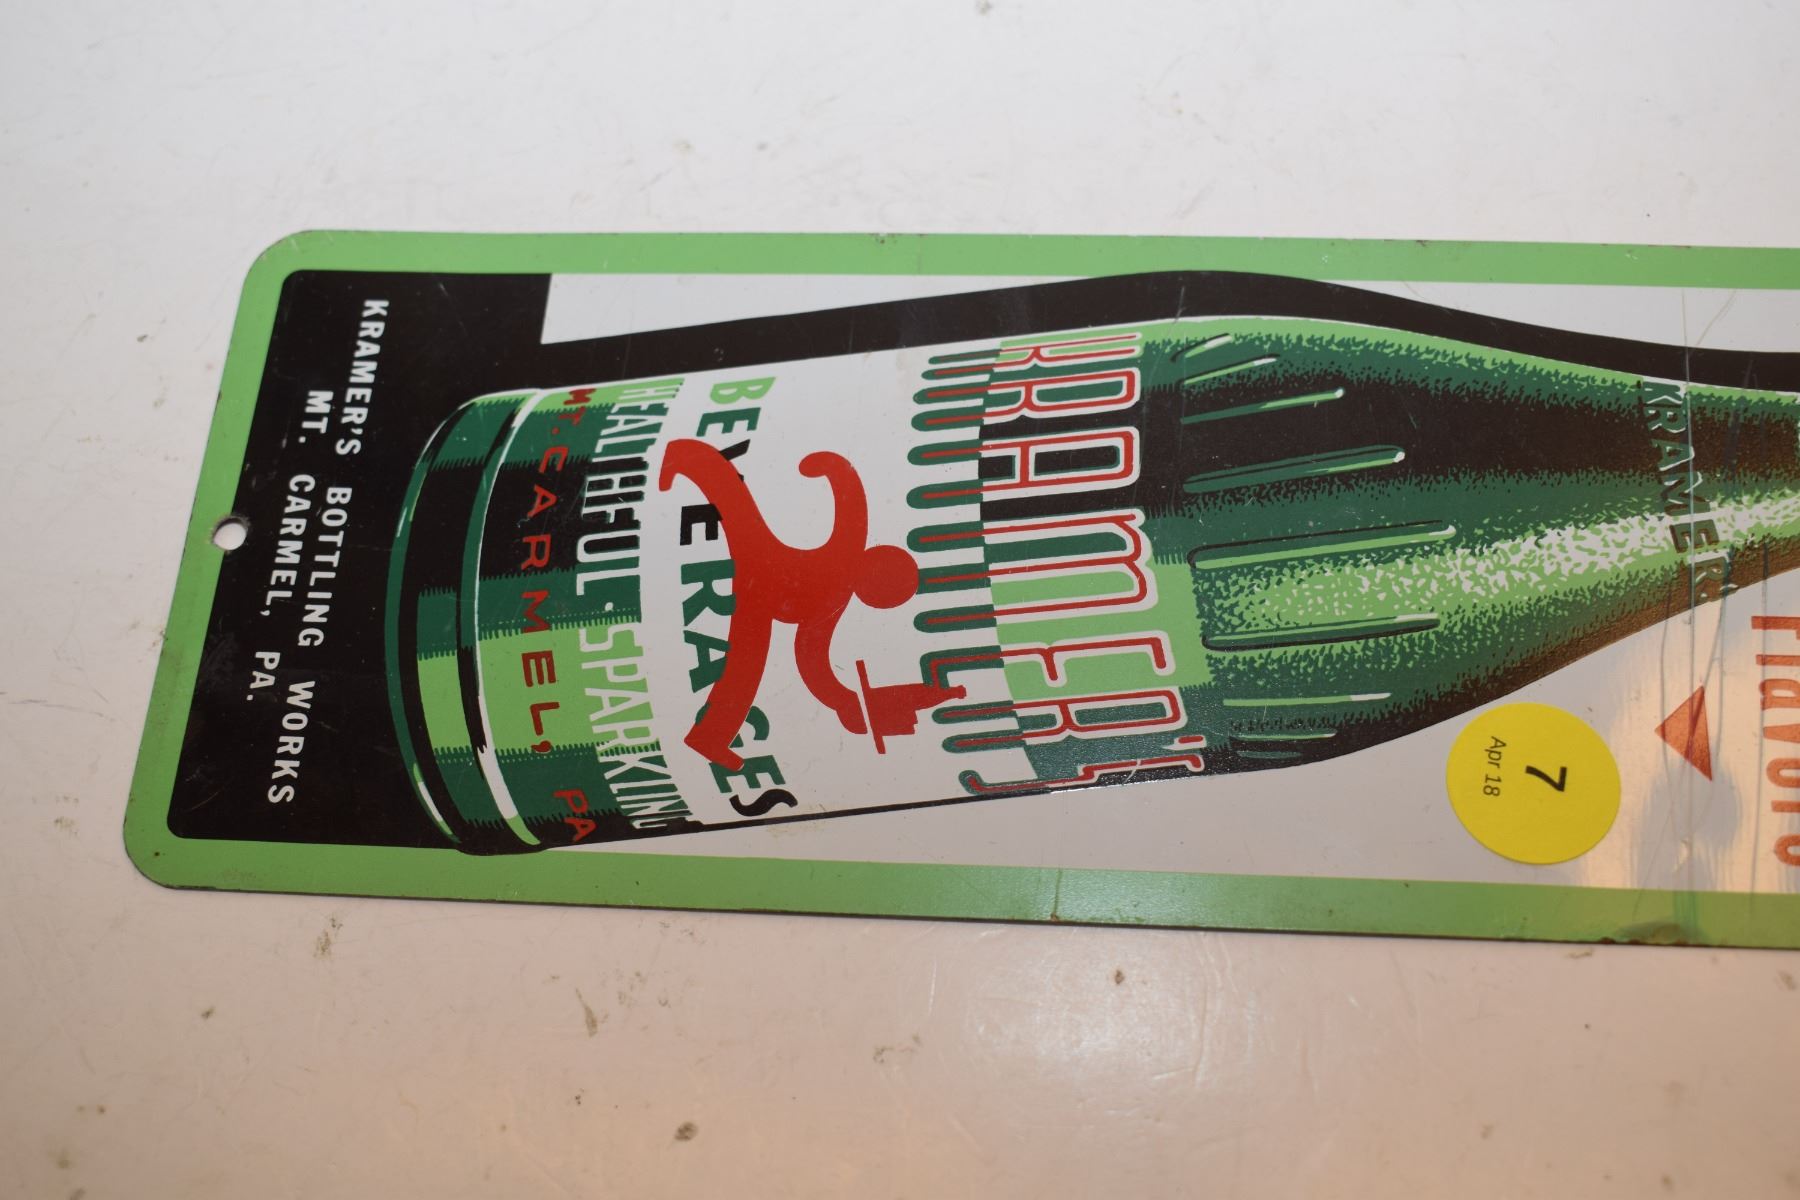 Flavors
KRAMER'S
KRAMER'S
BEVERAGES
HEALTHFUL·SPARKLING
MT. CARMEL, PA
KRAMER'S BOTTLING WORKS
MT. CARMEL, PA.
7
Apr 18